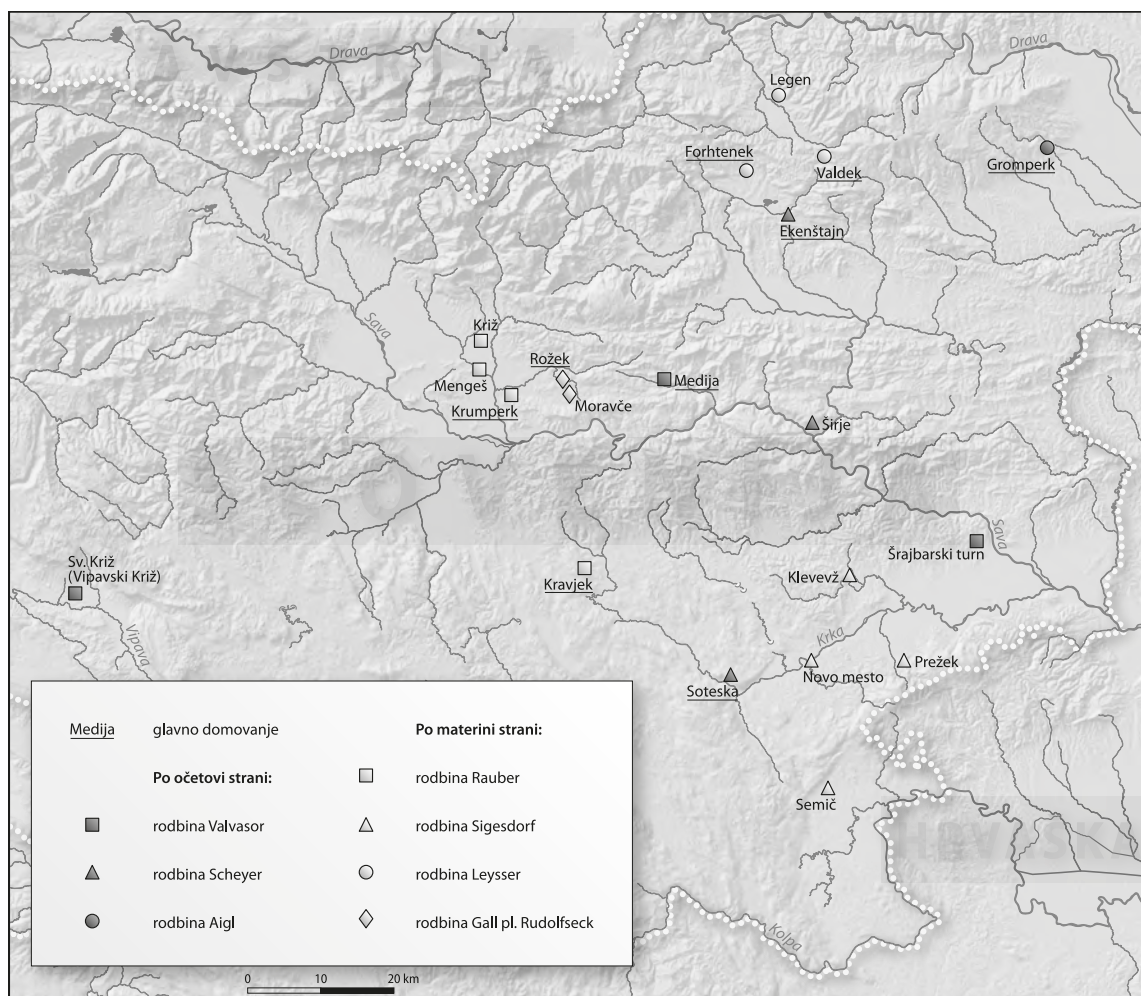 AVSTRIJA
Drava
Drava
Legen
Forhtenek
Valdek
Gromperk
Ekenštajn
Sava
Križ
Rožek
Mengeš
Medija
Krumperk
Moravče
Širje
Sava
Šrajbarski turn
Sv. Križ
(Vipavski Križ)
Klevevž
Kravjek
Vipava
Krka
Prežek
Novo mesto
Soteska
Semič
HRVAŠKA
Kolpa
Medija glavno domovanje
Po materini strani:
Po očetovi strani:
rodbina Rauber
rodbina Valvasor
rodbina Sigesdorf
rodbina Scheyer
rodbina Leysser
rodbina Aigl
rodbina Gall pl. Rudolfseck
0 10 20 km